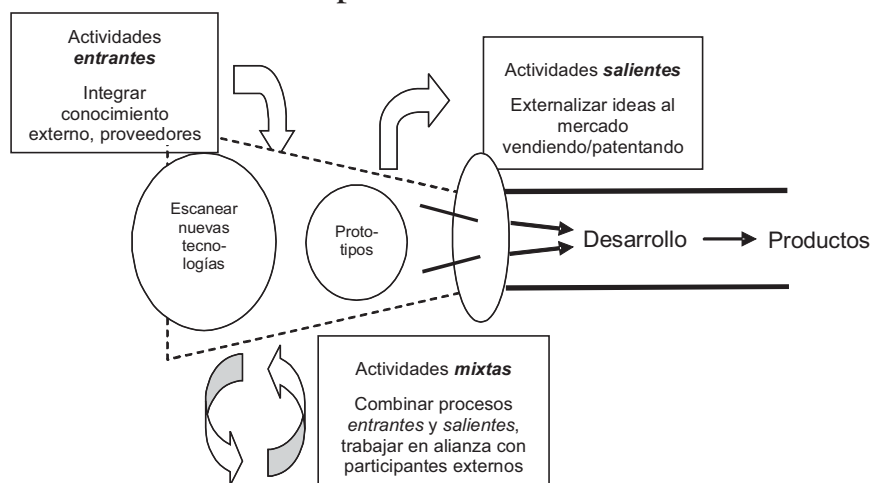 Actividades
entrantes
Integrar
conocimiento
externo, proveedores
Actividades salientes
Externalizar ideas al
mercado
vendiendo/patentando
Escanear
nuevas
tecno-
logías
Proto-
tipos
Desarrollo
Productos
Actividades mixtas
Combinar procesos
entrantes y salientes,
trabajar en alianza con
participantes externos